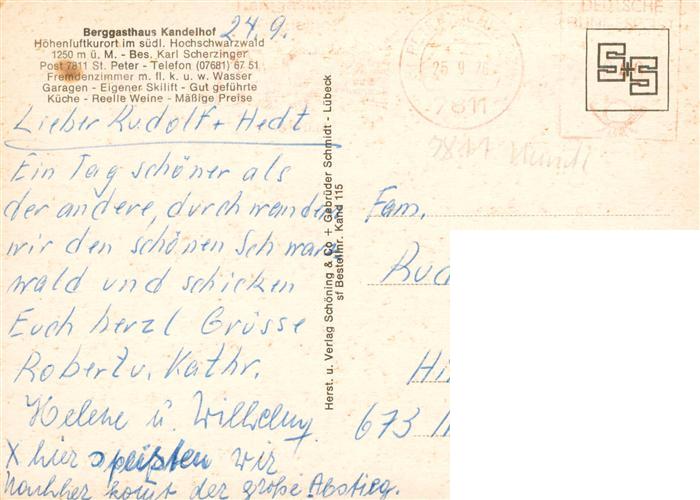 Berggasthaus Kandelhof
Höhenluftkurort im südl. Hochschwarzwald
1250 m ü. M. - Bes. Karl Scherzinger
Post 7811 St. Peter - Telefon (07681) 67 51
Fremdenzimmer m. fl. k. u. w. Wasser
Garagen - Eigener Skilift - Gut geführte
Küche - Reelle Weine - Mäßige Preise
24.9.
Lieber Rudolf + Hedi
Ein Tag schöner als
der andere, durchwandern
wir den schönen Schwarz
wald und schicken
Euch herzl Grüsse
Robert u. Kathr.
Helene u. Wilhelm
X hier speisten wir
Nachher komt der große Abstieg.
Herst. u. Verlag Schöning & Co + Gebrüder Schmidt - Lübeck
sf Bestellnr. Kand 115
DEUTSCHE
BUNDESPOST
25.9.76
7811
S+S
7811
Fam.
Rud
Hi
673